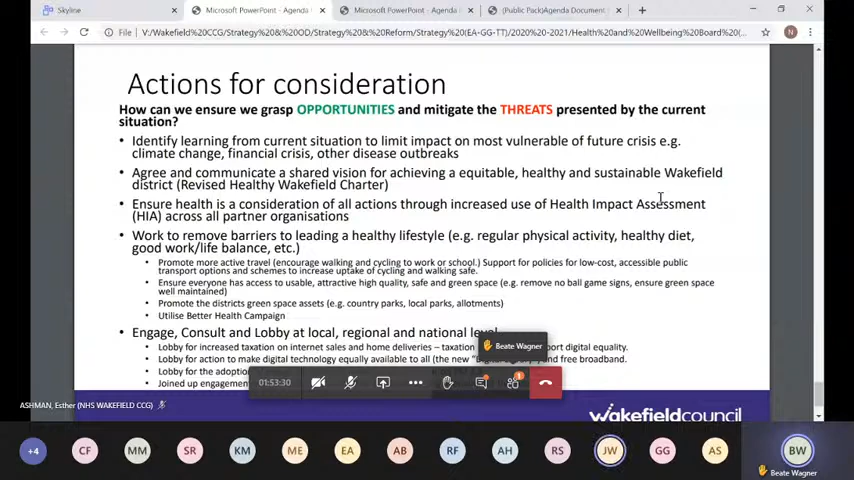 Skyline
Microsoft PowerPoint - Agenda
Microsoft PowerPoint - Agenda
(Public Pack)Agenda Document
File V:/Wakefield%20CCG/Strategy%20&%20OD/Strategy%20&%20Reform/Strategy(EA-GG-TT)/2020%20-2021/Health%20and%20Wellbeing%20Board%20(...
N
Actions for consideration
How can we ensure we grasp OPPORTUNITIES and mitigate the THREATS presented by the current
situation?
• Identify learning from current situation to limit impact on most vulnerable of future crisis e.g.
climate change, financial crisis, other disease outbreaks
• Agree and communicate a shared vision for achieving a equitable, healthy and sustainable Wakefield
district (Revised Healthy Wakefield Charter)
• Ensure health is a consideration of all actions through increased use of Health Impact Assessment
(HIA) across all partner organisations
• Work to remove barriers to leading a healthy lifestyle (e.g. regular physical activity, healthy diet,
good work/life balance, etc.)
• Promote more active travel (encourage walking and cycling to work or school.) Support for policies for low-cost, accessible public
transport options and schemes to increase uptake of cycling and walking safe.
• Ensure everyone has access to usable, attractive high quality, safe and green space (e.g. remove no ball game signs, ensure green space
well maintained)
• Promote the districts green space assets (e.g. country parks, local parks, allotments)
• Utilise Better Health Campaign
• Engage, Consult and Lobby at local, regional and national level
• Lobby for increased taxation on internet sales and home deliveries – taxation port digital equality.
• Lobby for action to make digital technology equally available to all (the new and free broadband.
• Lobby for the adoption
• Joined up engagement
Beate Wagner
01:53:30
1
ASHMAN, Esther (NHS WAKEFIELD CCG)
wakefieldcouncil
+4 CF MM SR KM ME EA AB RF AH RS JW GG AS BW
Beate Wagner